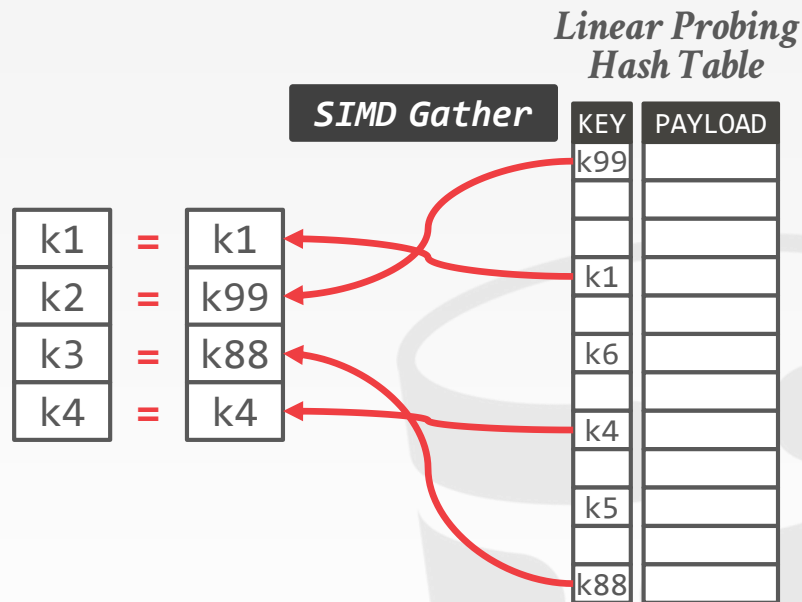 Linear Probing
Hash Table
SIMD Gather
KEY PAYLOAD
k99
k1 = k1
k2 = k99
k3 = k88
k4 = k4
k1
k6
k4
k5
k88